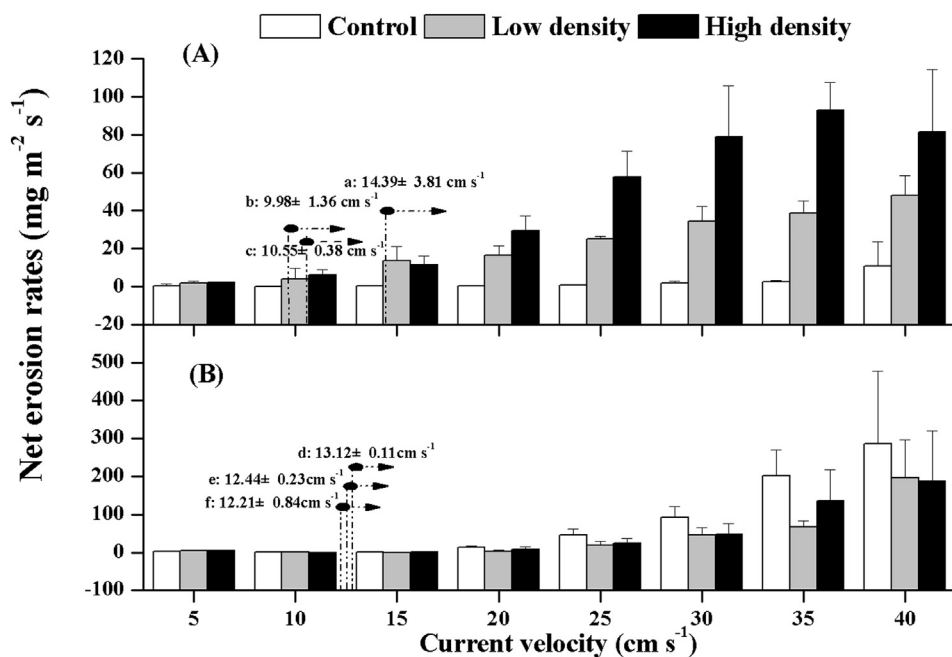 Control Low density High density
(A)
Net erosion rates (mg m⁻² s⁻¹)
120
100
80
60
40
20
0
-20
a: 14.39± 3.81 cm s⁻¹
b: 9.98± 1.36 cm s⁻¹
c: 10.55± 0.38 cm s⁻¹
(B)
500
400
300
200
100
0
-100
d: 13.12± 0.11cm s⁻¹
e: 12.44± 0.23cm s⁻¹
f: 12.21± 0.84cm s⁻¹
5 10 15 20 25 30 35 40
Current velocity (cm s⁻¹)